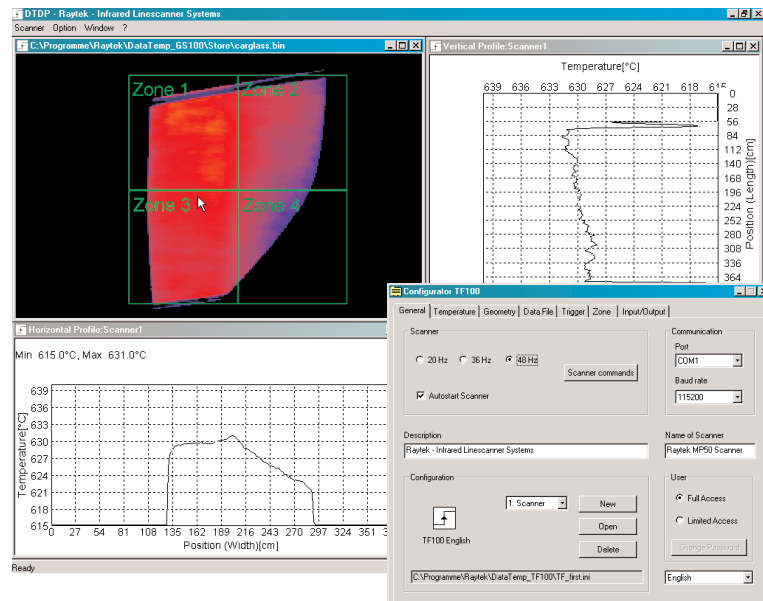 DTDP - Raytek - Infrared Linescanner Systems
Scanner Option Window ?
C:\Programme\Raytek\DataTemp_GS100\Store\carglass.bin
Zone 1
Zone 2
Zone 3
Zone 4
Vertical Profile:Scanner1
Temperature[°C]
639 636 633 630 627 624 621 618
0
28
56
84
112
140
168
196
224
252
280
308
336
364
Position (Length)[cm]
Horizontal Profile:Scanner1
Min 615.0°C, Max 631.0°C
Temperature[°C]
639
636
633
630
627
624
621
618
615
0 27 54 81 108 135 162 189 216 243 270 297 324 351
Position (Width)[cm]
Ready
Configurator TF100
General Temperature Geometry Data File Trigger Zone Input/Output
Scanner
20 Hz 36 Hz 48 Hz
Scanner commands
Autostart Scanner
Communication
Port
COM1
Baud rate
115200
Description
Raytek - Infrared Linescanner Systems
Name of Scanner
Raytek MP50 Scanner
Configuration
1. Scanner
New
Open
Delete
TF100 English
C:\Programme\Raytek\DataTemp_TF100\TF_first.ini
User
Full Access
Limited Access
Change Password
English